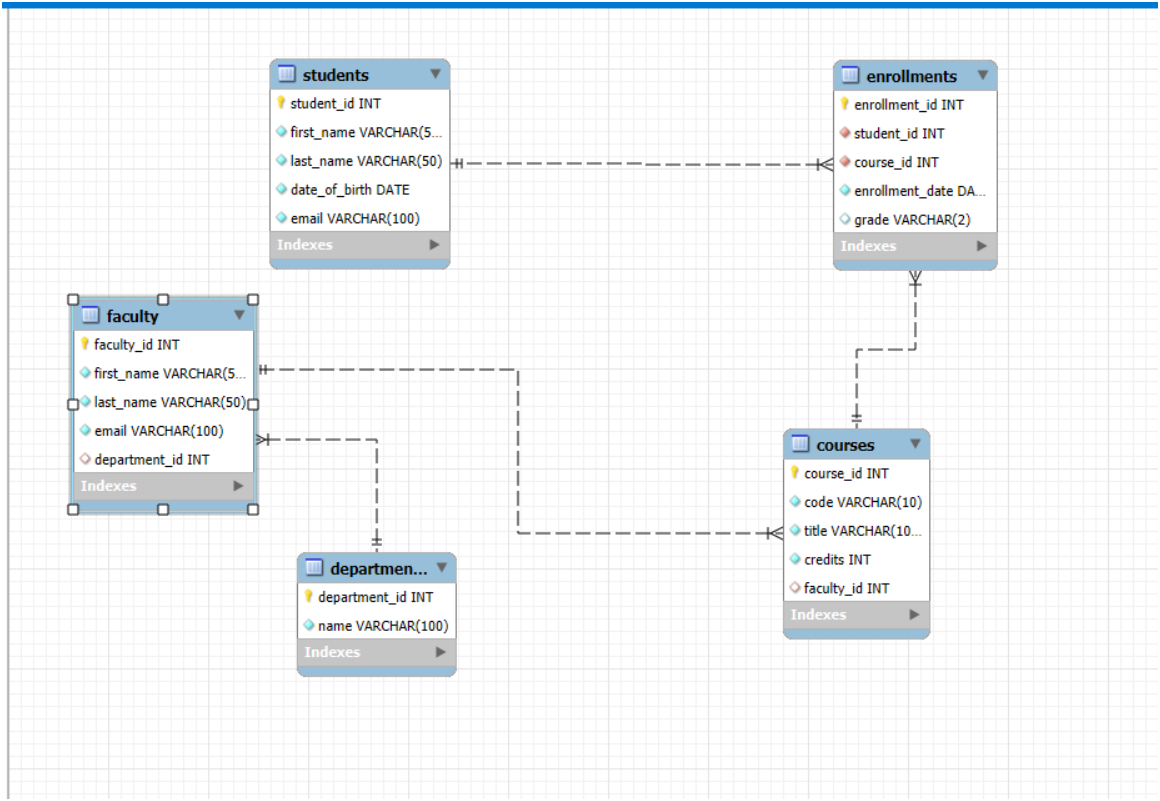 students
student_id INT
first_name VARCHAR(5...
last_name VARCHAR(50)
date_of_birth DATE
email VARCHAR(100)
Indexes
enrollments
enrollment_id INT
student_id INT
course_id INT
enrollment_date DA...
grade VARCHAR(2)
Indexes
faculty
faculty_id INT
first_name VARCHAR(5...
last_name VARCHAR(50)
email VARCHAR(100)
department_id INT
Indexes
courses
course_id INT
code VARCHAR(10)
title VARCHAR(10...
credits INT
faculty_id INT
Indexes
departmen...
department_id INT
name VARCHAR(100)
Indexes